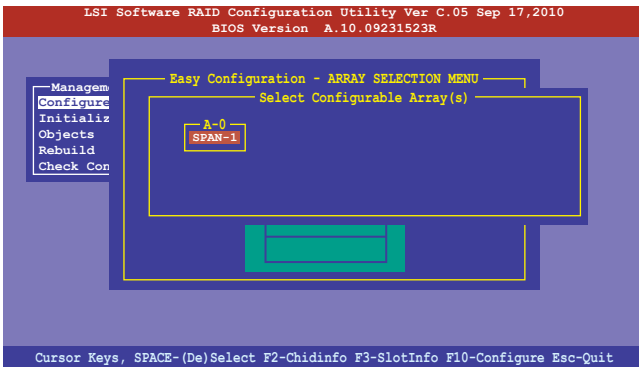 LSI Software RAID Configuration Utility Ver C.05 Sep 17,2010
BIOS Version A.10.09231523R
Easy Configuration - ARRAY SELECTION MENU
Select Configurable Array(s)
A-0
SPAN-1
Managem
Configure
Initializ
Objects
Rebuild
Check Con
Cursor Keys, SPACE-(De)Select F2-Chidinfo F3-SlotInfo F10-Configure Esc-Quit